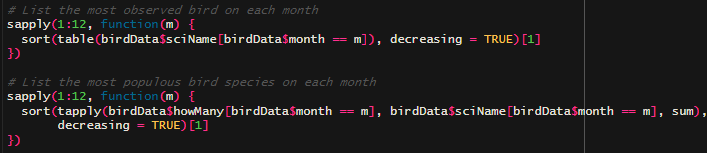 # List the most observed bird on each month
sapply(1:12, function(m) {
  sort(table(birdData$sciName[birdData$month == m]), decreasing = TRUE)[1]
})

# List the most populous bird species on each month
sapply(1:12, function(m) {
  sort(tapply(birdData$howMany[birdData$month == m], birdData$sciName[birdData$month == m], sum),
       decreasing = TRUE)[1]
})